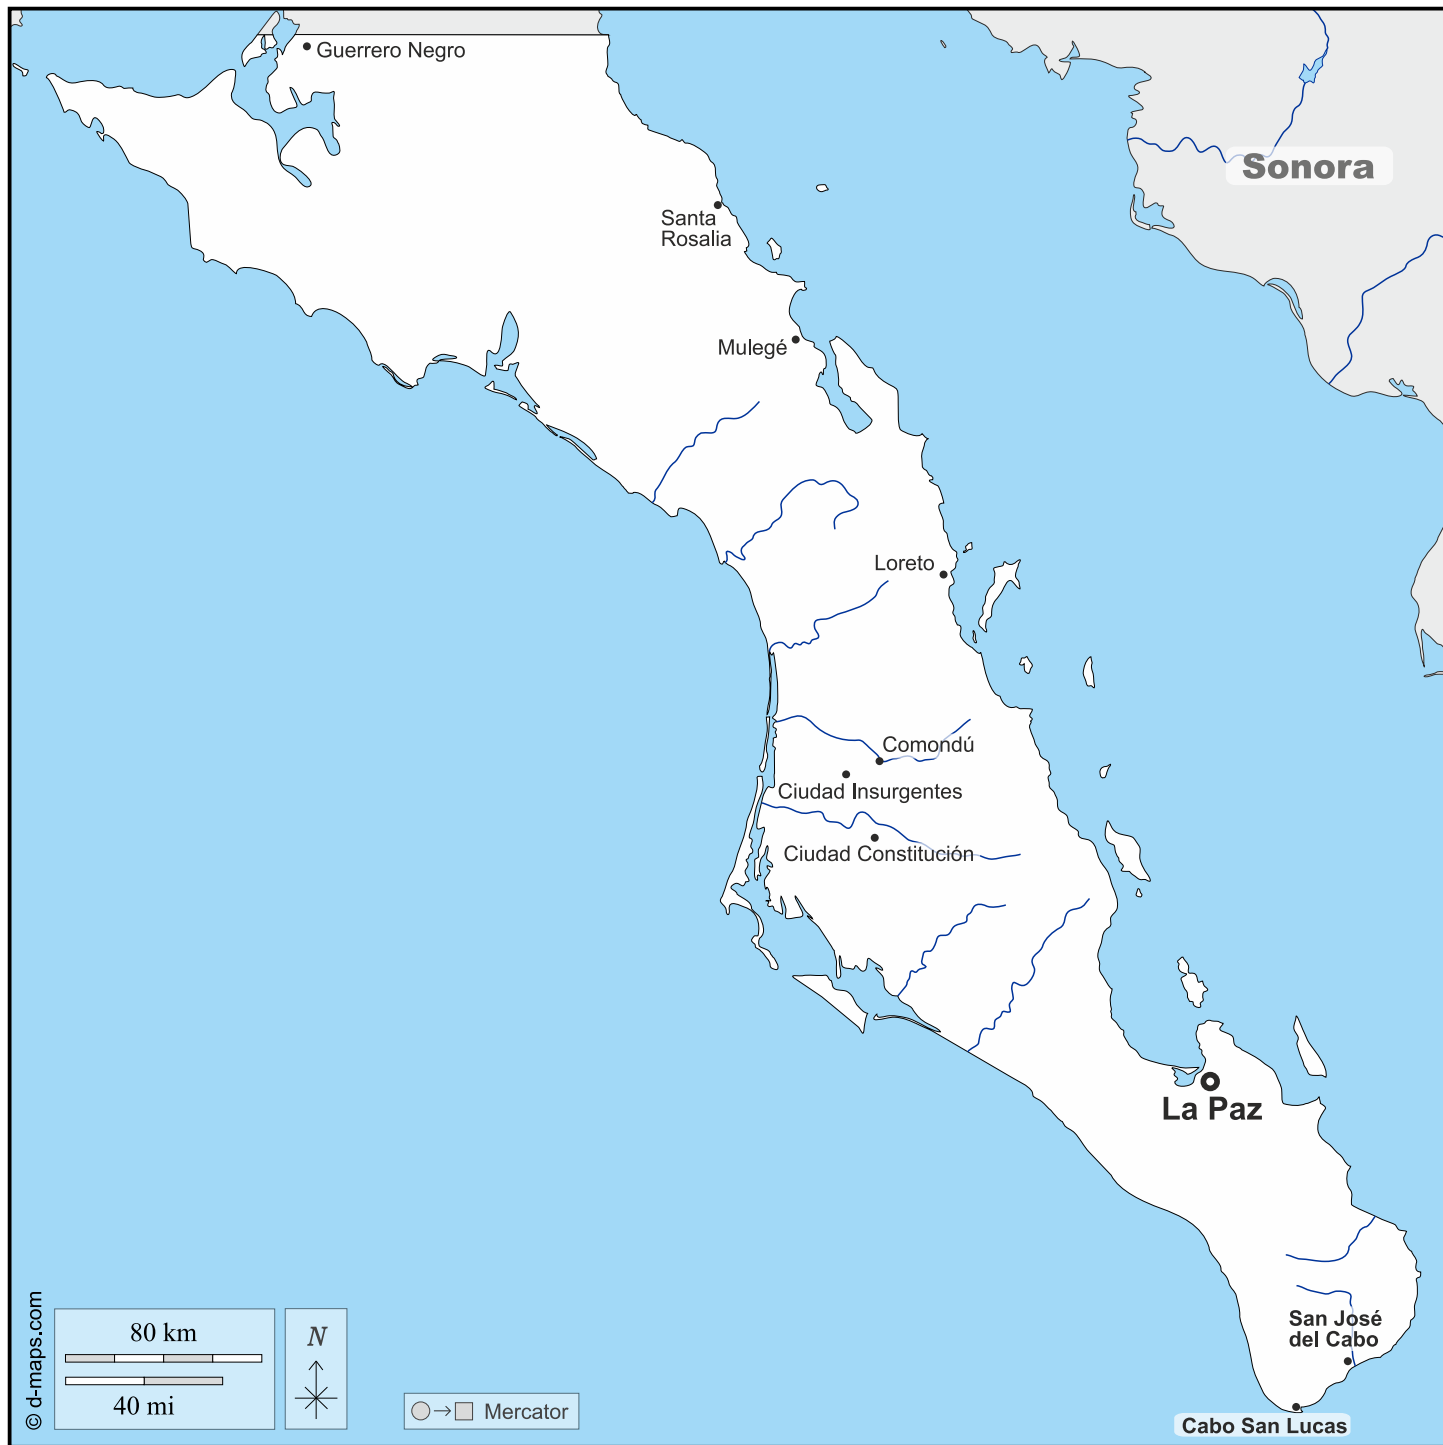 Guerrero Negro
Sonora
Santa
Rosalia
Mulegé
Loreto
Comondú
Ciudad Insurgentes
Ciudad Constitución
La Paz
San José
del Cabo
Cabo San Lucas
© d-maps.com
80 km
40 mi
N
Mercator